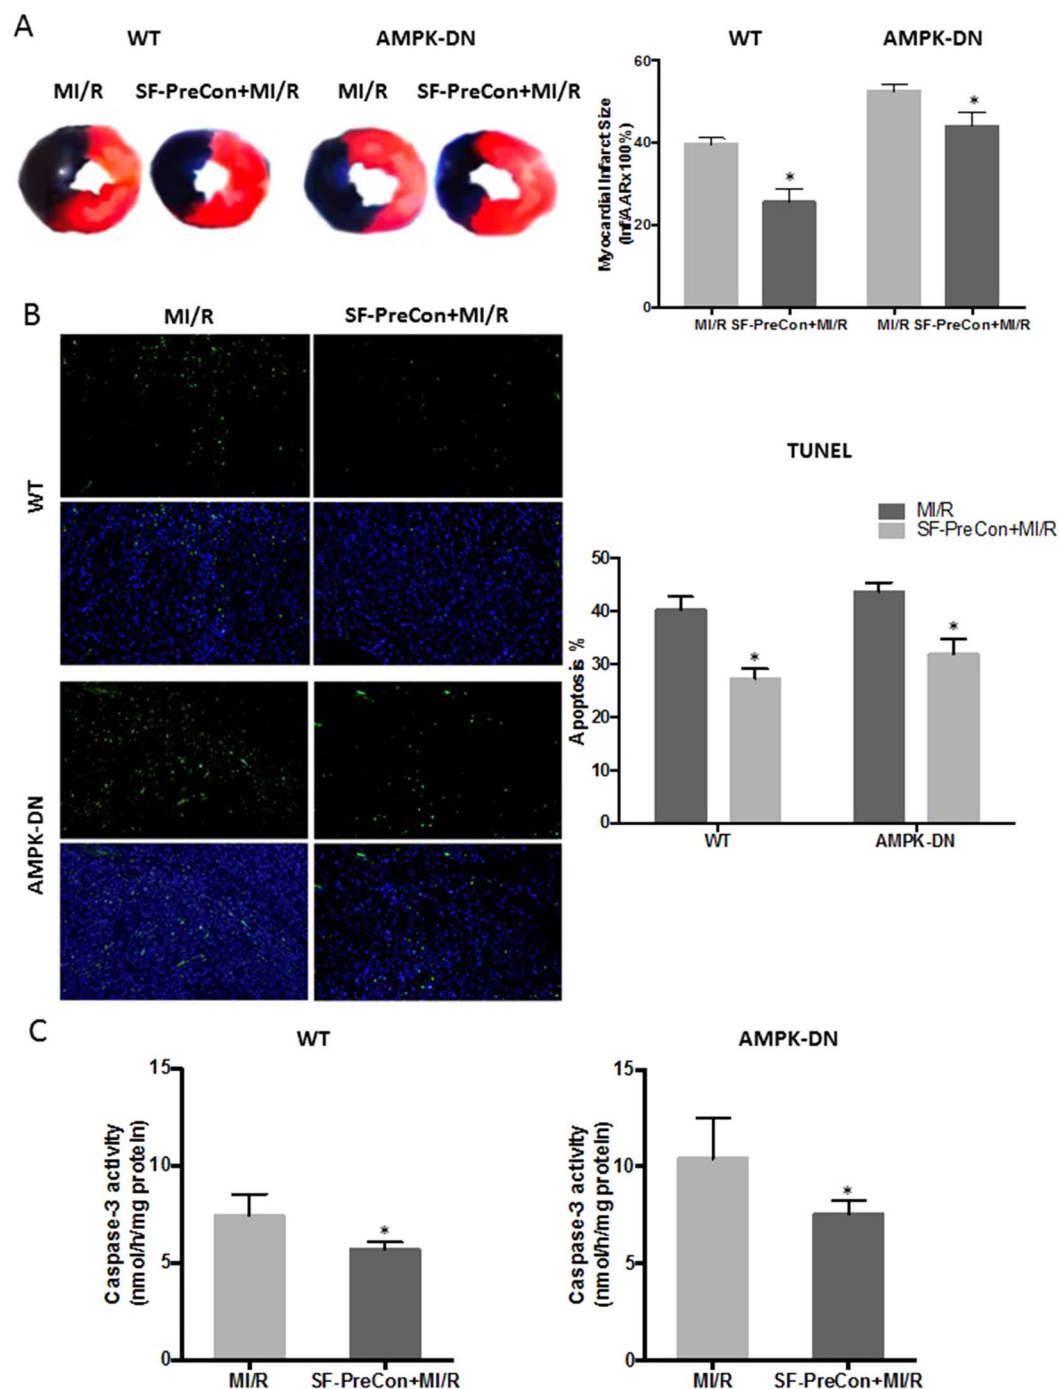 A
WT
AMPK-DN
MI/R
SF-PreCon+MI/R
MI/R
SF-PreCon+MI/R
WT
AMPK-DN
Myocardial Infarct Size
(Inf/AARx100%)
60
40
20
0
*
*
MI/R
SF-PreCon+MI/R
MI/R
SF-PreCon+MI/R
B
MI/R
SF-PreCon+MI/R
WT
AMPK-DN
TUNEL
MI/R
SF-PreCon+MI/R
Apoptosis %
50
40
30
20
10
0
*
*
WT
AMPK-DN
C
WT
Caspase-3 activity
(nmol/h/mg protein)
15
10
5
0
*
MI/R
SF-PreCon+MI/R
AMPK-DN
Caspase-3 activity
(nmol/h/mg protein)
15
10
5
0
*
MI/R
SF-PreCon+MI/R